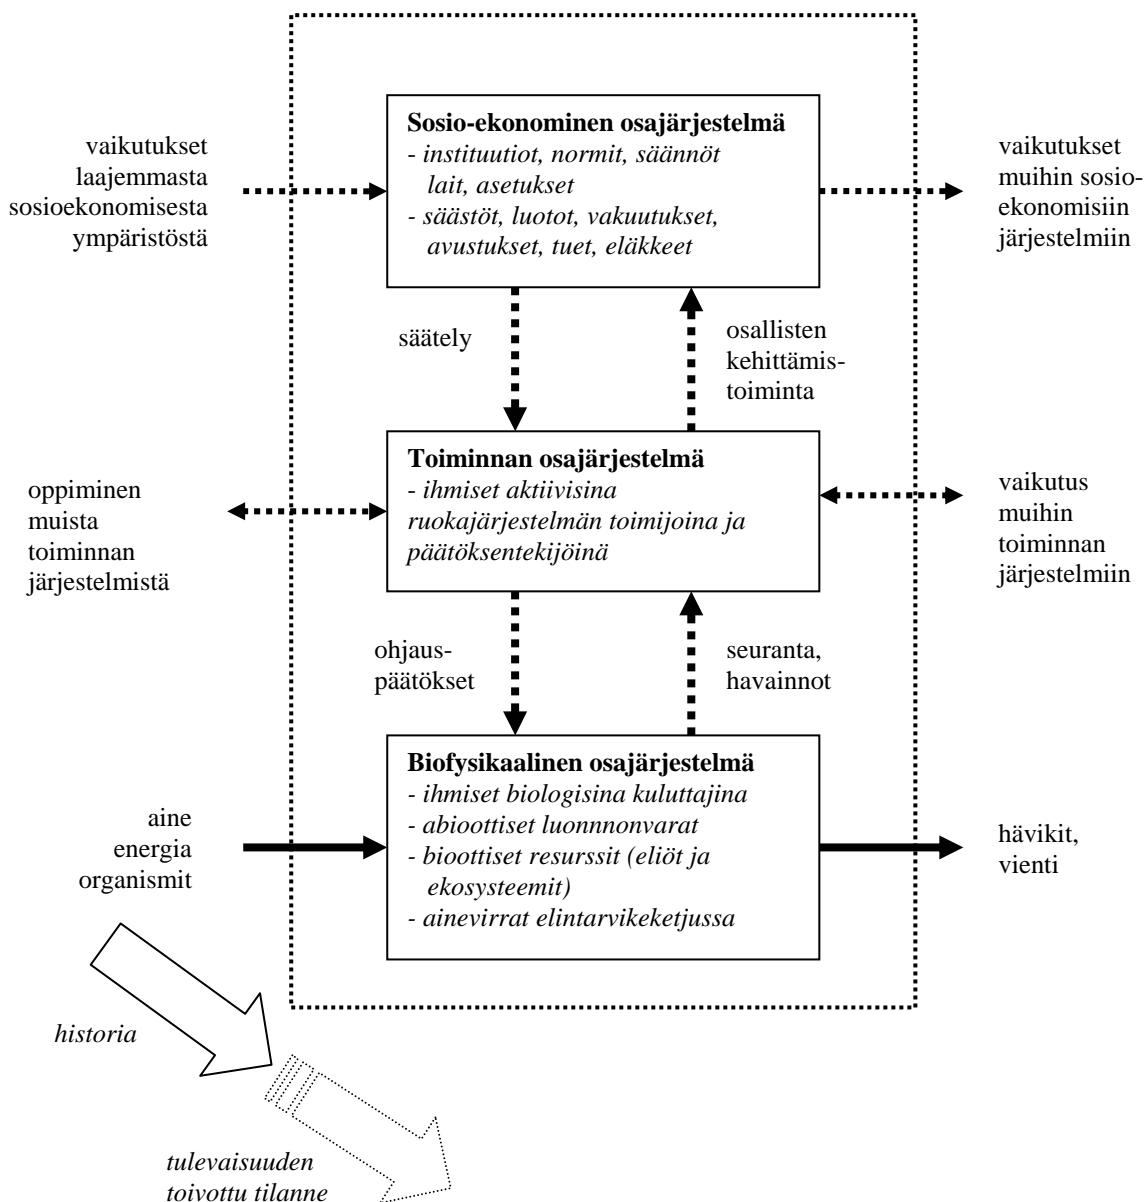 Sosio-ekonominen osajärjestelmä
- instituutiot, normit, säännöt
lait, asetukset
- säästöt, luotot, vakuutukset,
avustukset, tuet, eläkkeet
vaikutukset
laajemmasta
sosioekonomisesta
ympäristöstä
vaikutukset
muihin sosio-
ekonomisiin
järjestelmiin
säätely
osallisten
kehittämis-
toiminta
Toiminnan osajärjestelmä
- ihmiset aktiivisina
ruokajärjestelmän toimijoina ja
päätöksentekijöinä
oppiminen
muista
toiminnan
järjestelmistä
vaikutus
muihin
toiminnan
järjestelmiin
ohjaus-
päätökset
seuranta,
havainnot
Biofysikaalinen osajärjestelmä
- ihmiset biologisina kuluttajina
- abioottiset luonnnonvarat
- bioottiset resurssit (eliöt ja
ekosysteemit)
- ainevirrat elintarvikeketjussa
aine
energia
organismit
hävikit,
vienti
historia
tulevaisuuden
toivottu tilanne